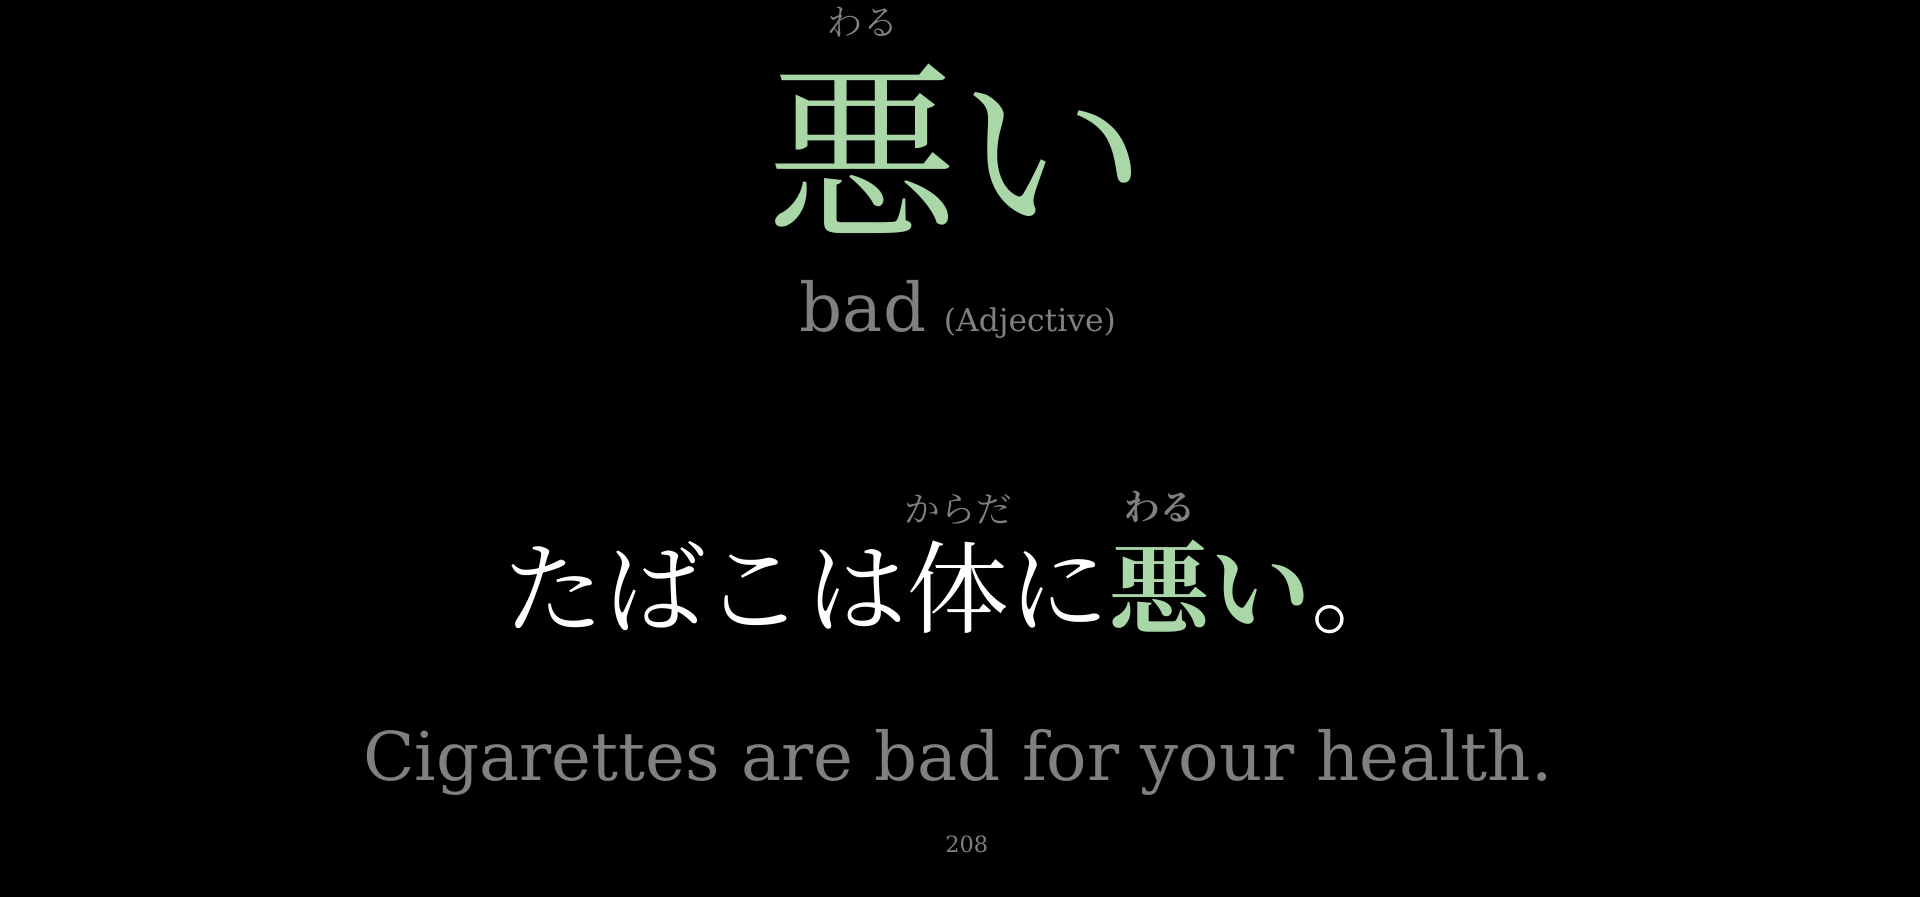 わる
悪い
bad (Adjective)
からだ わる
たばこは体に悪い。
Cigarettes are bad for your health.
208